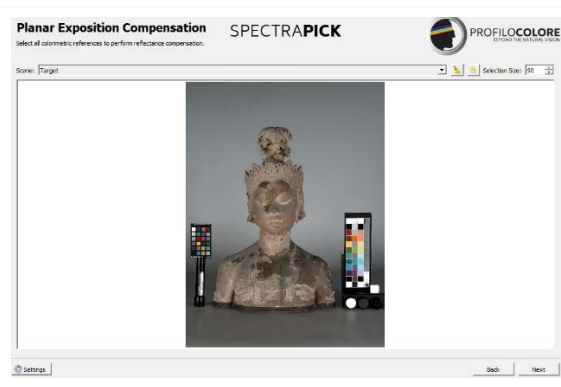 Planar Exposition Compensation
Select all colorimetric references to perform reflectance compensation.
SPECTRAPICK
PROFILOCOLORE
BEYOND THE NATURAL VISION
Scene: Target
Selection Size: 90
Settings
Back
Next